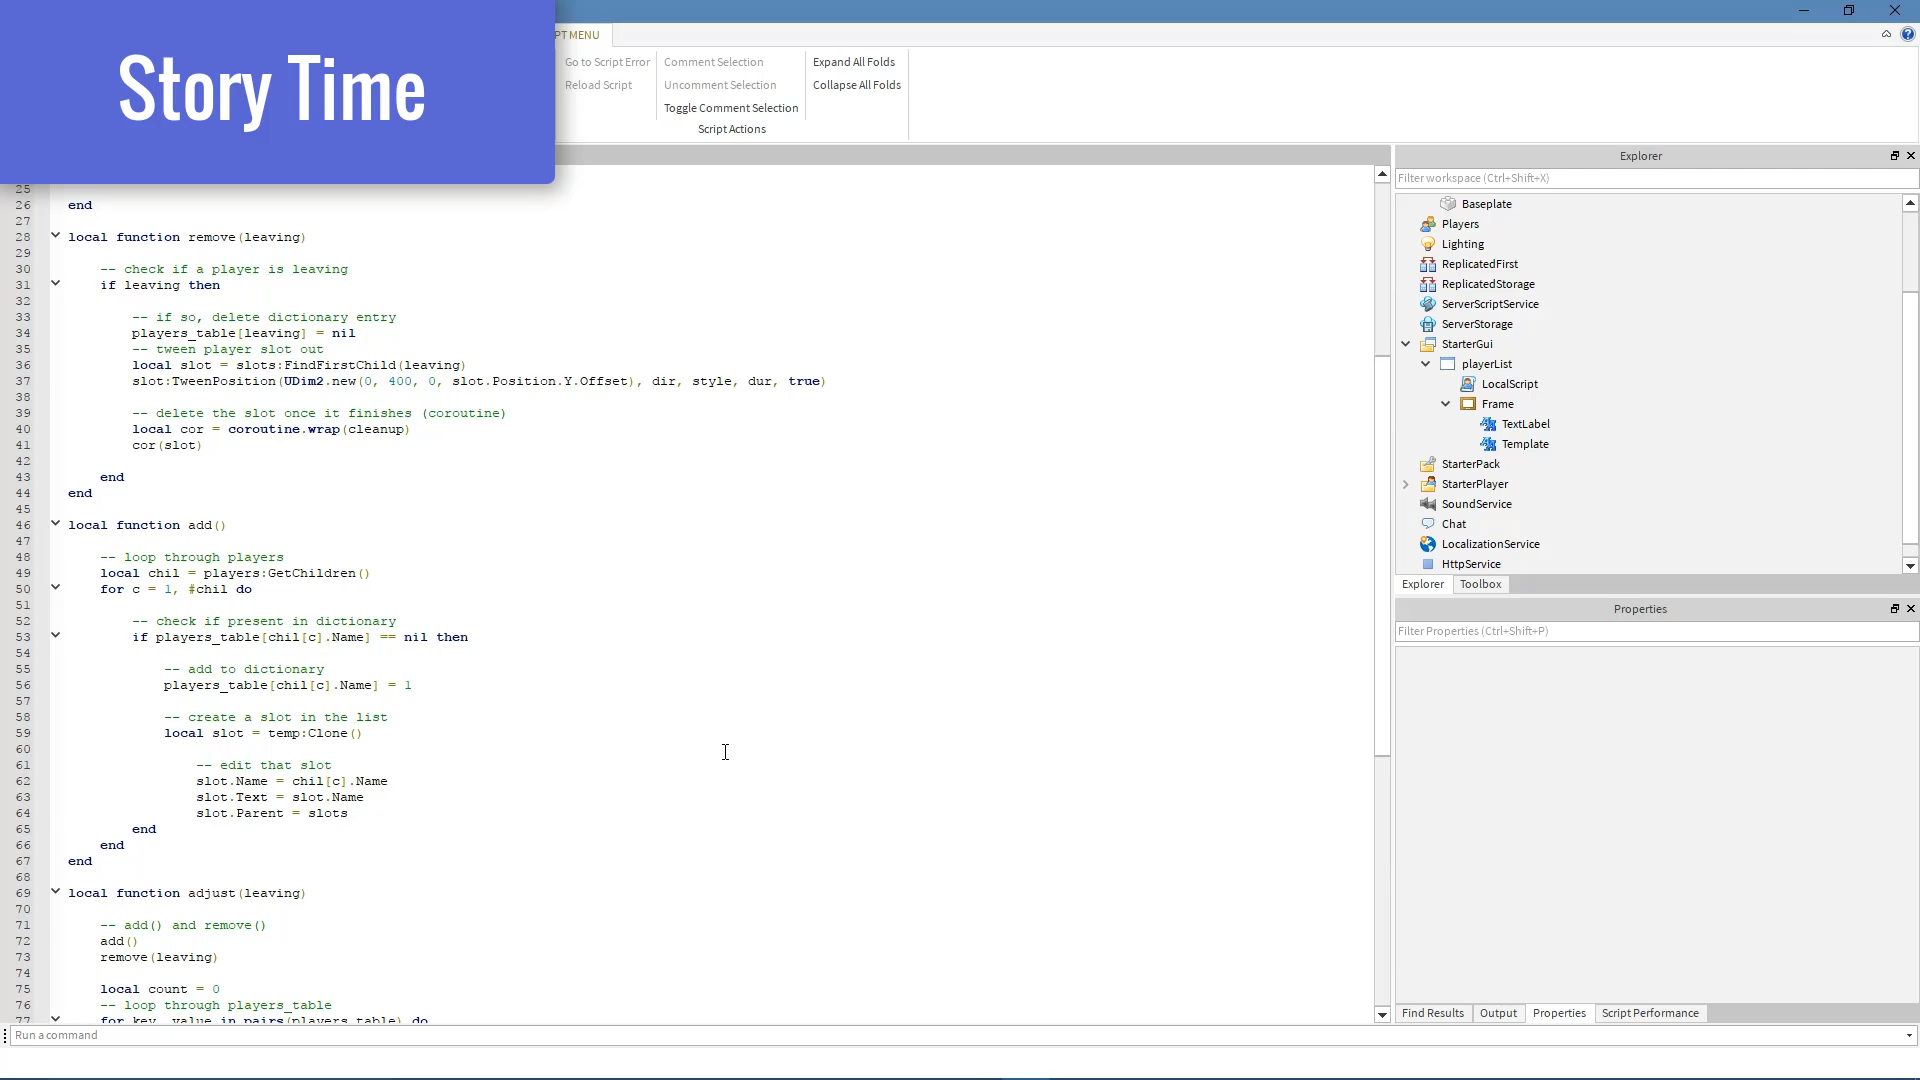 Story Time
PT MENU
Go to Script Error
Comment Selection
Expand All Folds
Reload Script
Uncomment Selection
Collapse All Folds
Toggle Comment Selection
Script Actions
25
26 end
27
28 local function remove(leaving)
29
30 -- check if a player is leaving
31 if leaving then
32
33 -- if so, delete dictionary entry
34 players_table[leaving] = nil
35 -- tween player slot out
36 local slot = slots:FindFirstChild(leaving)
37 slot:TweenPosition(UDim2.new(0, 400, 0, slot.Position.Y.Offset), dir, style, dur, true)
38
39 -- delete the slot once it finishes (coroutine)
40 local cor = coroutine.wrap(cleanup)
41 cor(slot)
42
43 end
44 end
45
46 local function add()
47
48 -- loop through players
49 local chil = players:GetChildren()
50 for c = 1, #chil do
51
52 -- check if present in dictionary
53 if players_table[chil[c].Name] == nil then
54
55 -- add to dictionary
56 players_table[chil[c].Name] = 1
57
58 -- create a slot in the list
59 local slot = temp:Clone()
60
61 -- edit that slot
62 slot.Name = chil[c].Name
63 slot.Text = slot.Name
64 slot.Parent = slots
65 end
66 end
67 end
68
69 local function adjust(leaving)
70
71 -- add() and remove()
72 add()
73 remove(leaving)
74
75 local count = 0
76 -- loop through players_table
77 for key, value in pairs(players_table) do
Run a command
Explorer
Filter workspace (Ctrl+Shift+X)
Baseplate
Players
Lighting
ReplicatedFirst
ReplicatedStorage
ServerScriptService
ServerStorage
StarterGui
playerList
LocalScript
Frame
TextLabel
Template
StarterPack
StarterPlayer
SoundService
Chat
LocalizationService
HttpService
Explorer Toolbox
Properties
Filter Properties (Ctrl+Shift+P)
Find Results Output Properties Script Performance